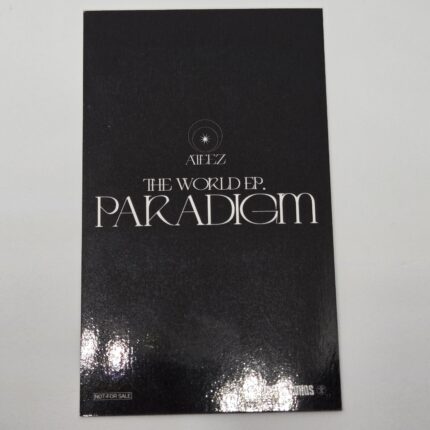 ATEEZ
THE WORLD EP.
PARADIGM
NOT-FOR SALE